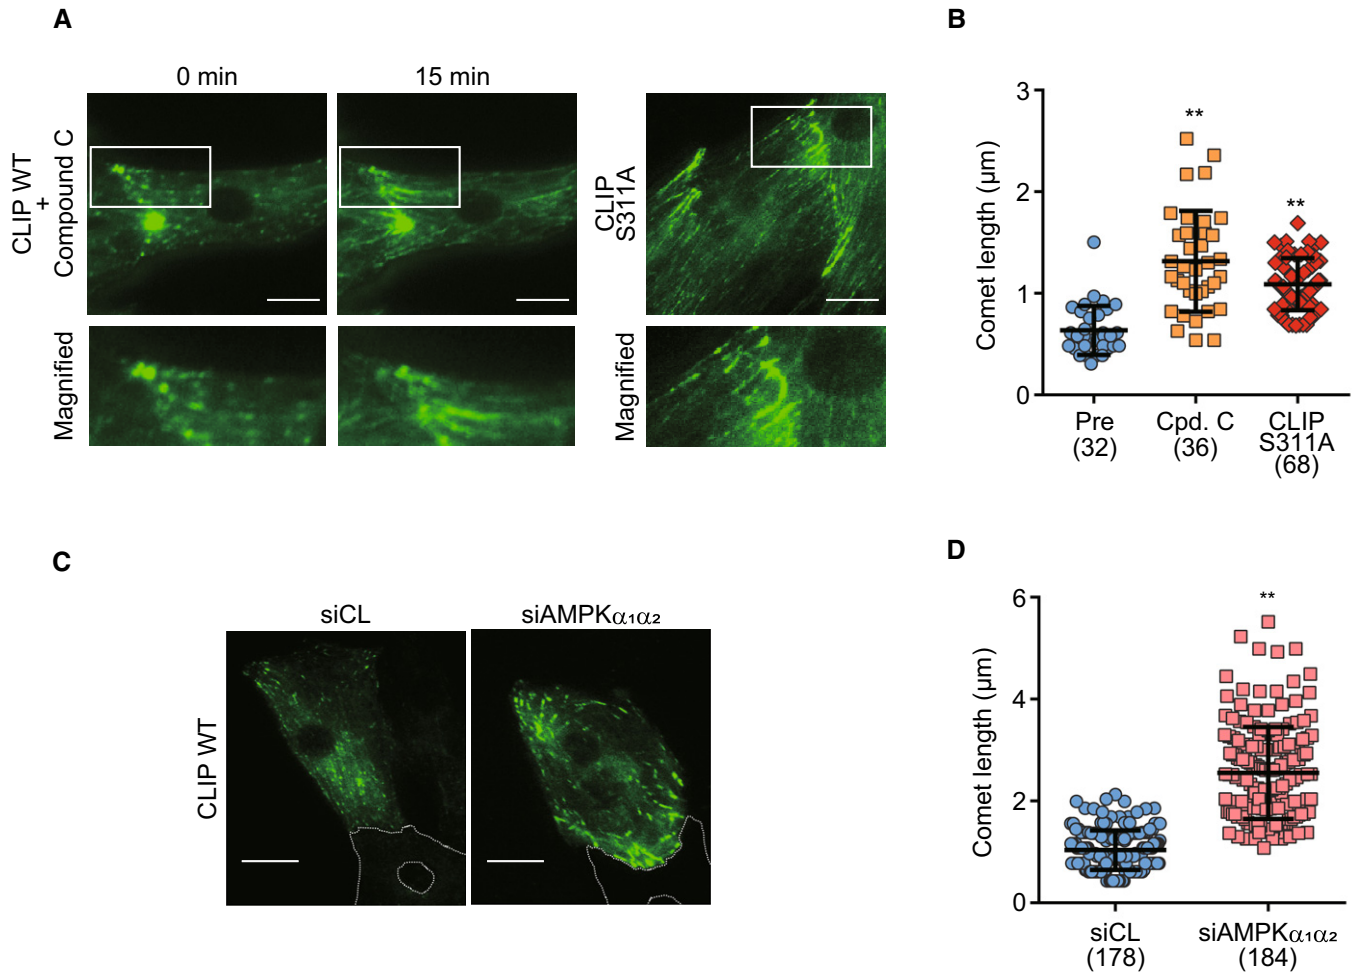 A
0 min
15 min
CLIP WT
+
Compound C
CLIP
S311A
Magnified
Magnified
B
3
2
1
0
Comet length (µm)
**
**
Pre
(32)
Cpd. C
(36)
CLIP
S311A
(68)
C
siCL
siAMPKα₁α₂
CLIP WT
D
6
4
2
0
Comet length (µm)
**
siCL
(178)
siAMPKα₁α₂
(184)